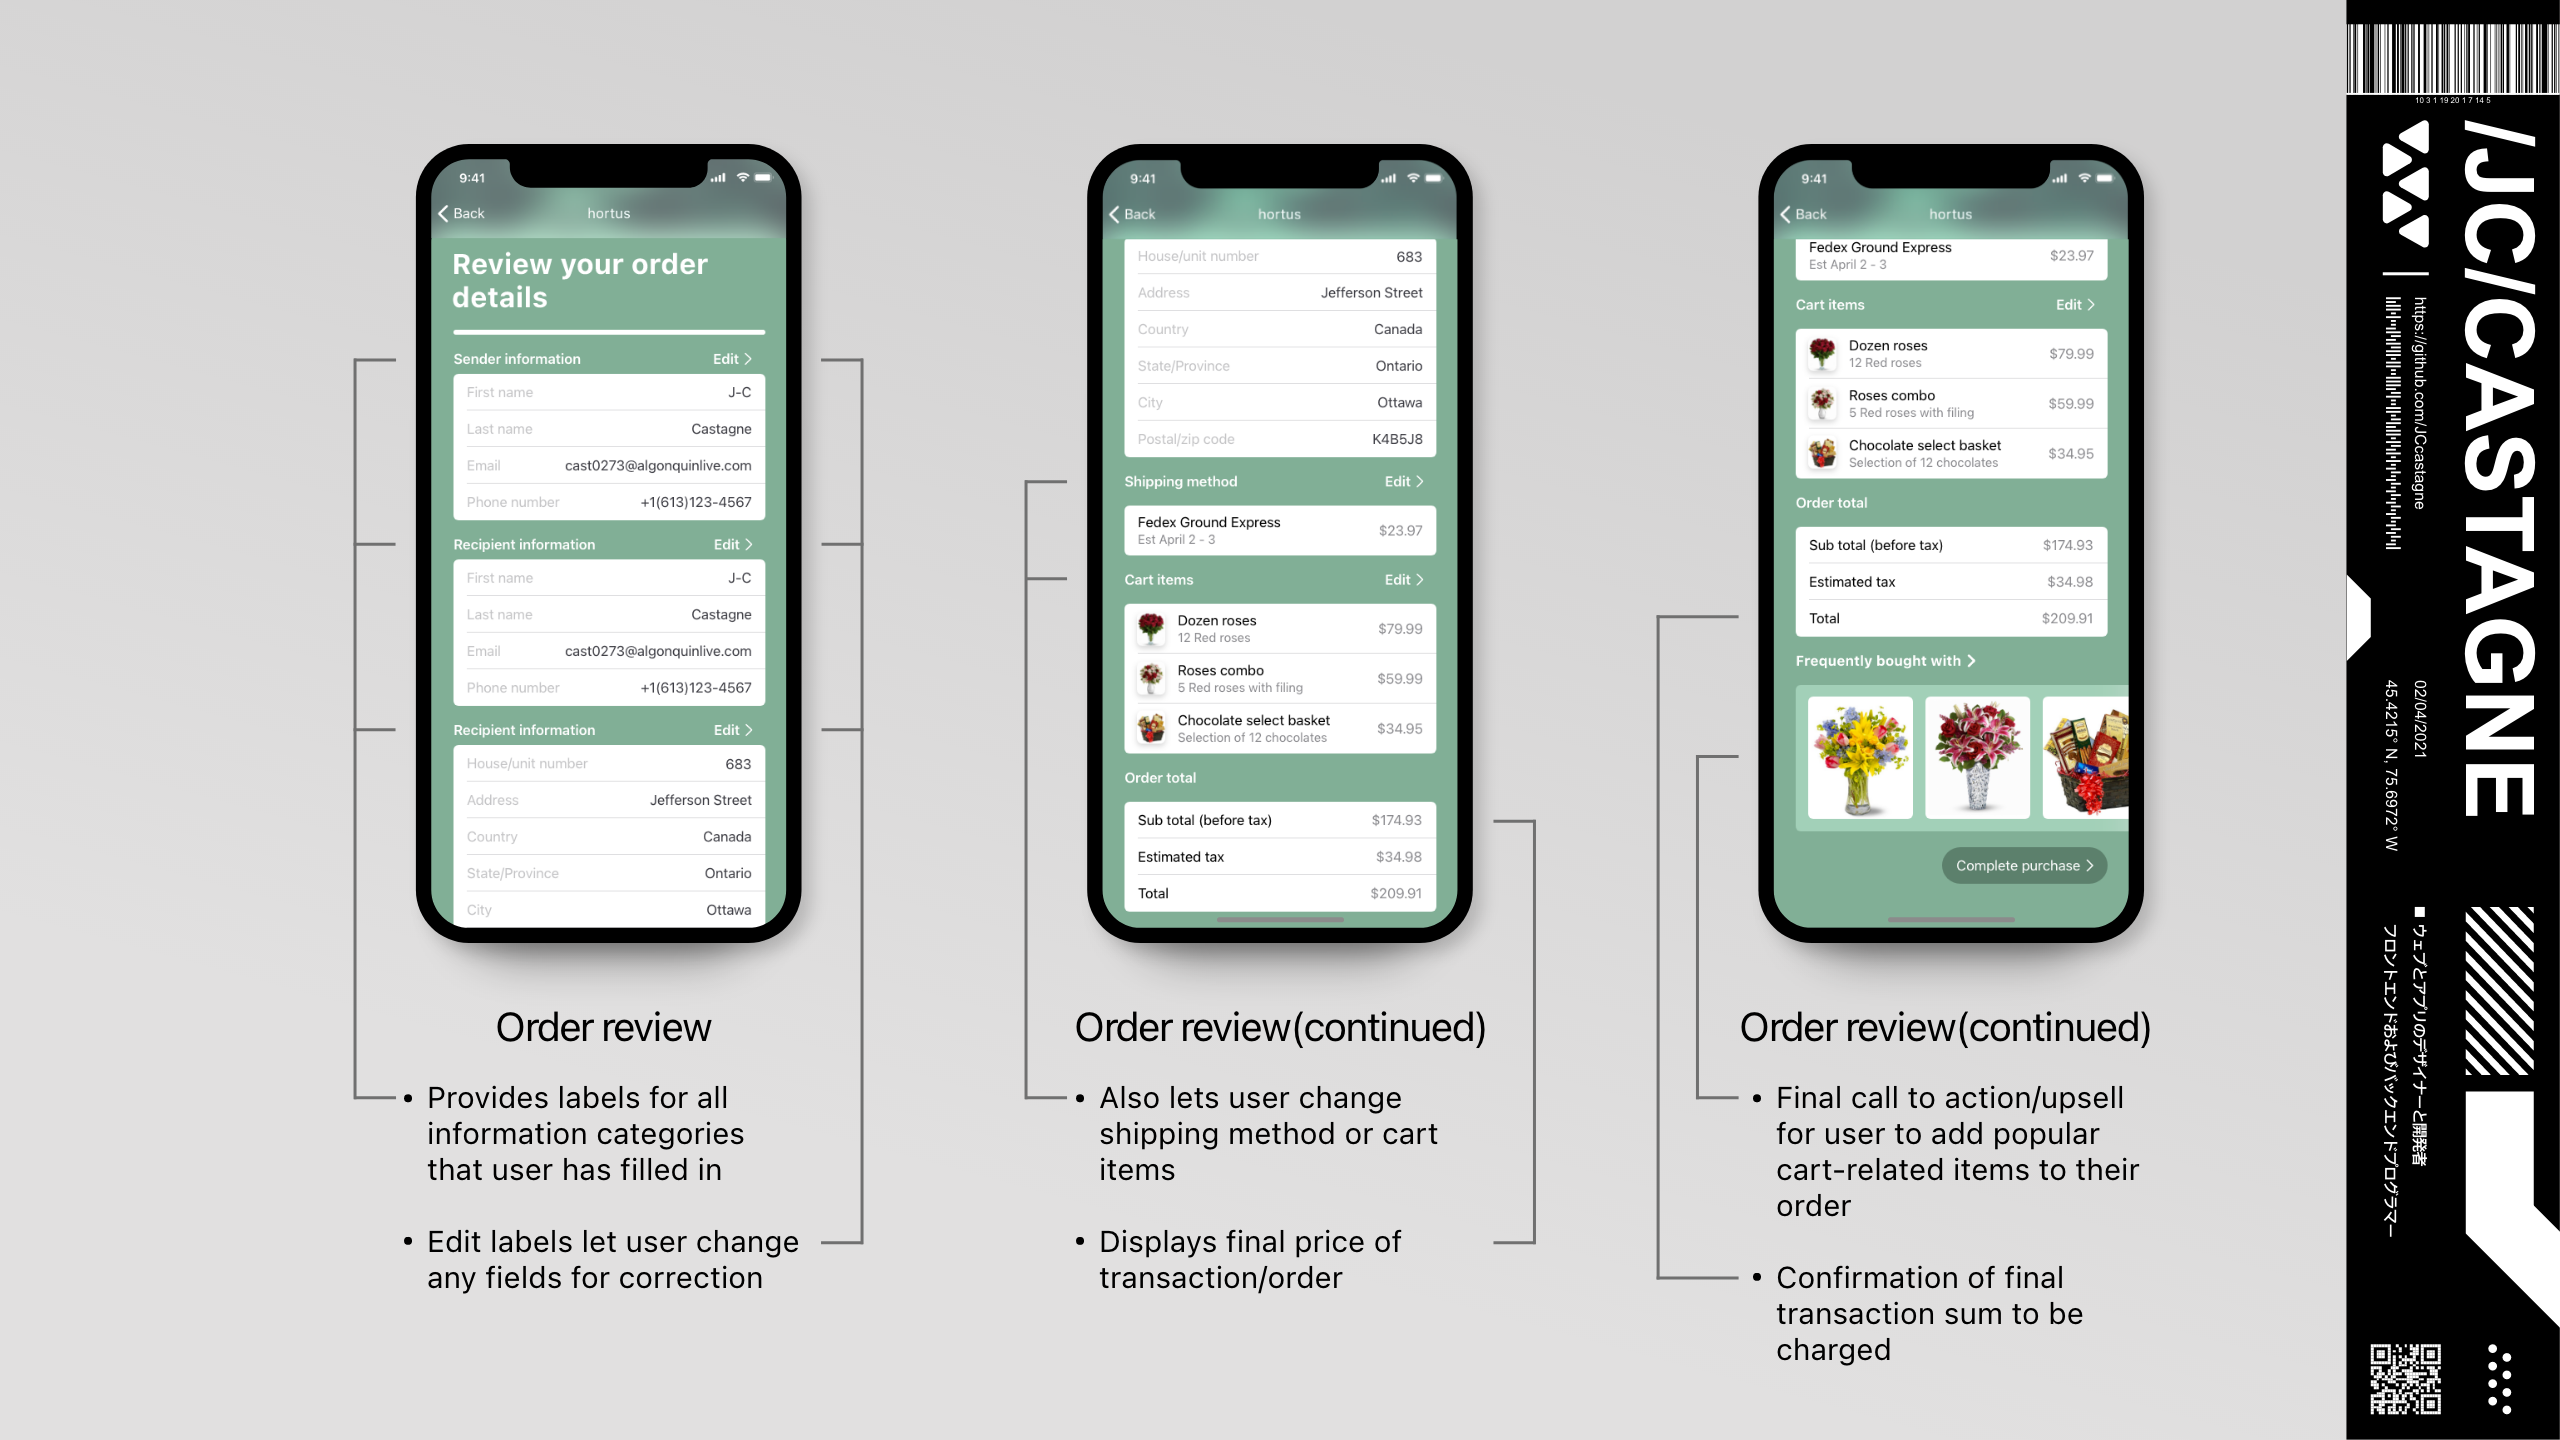 9:41
Back
hortus
Review your order
details
Sender information
Edit
First name
J-C
Last name
Castagne
Email
cast0273@algonquinlive.com
Phone number
+1(613)123-4567
Recipient information
Edit
First name
J-C
Last name
Castagne
Email
cast0273@algonquinlive.com
Phone number
+1(613)123-4567
Recipient information
Edit
House/unit number
683
Address
Jefferson Street
Country
Canada
State/Province
Ontario
City
Ottawa
Order review
• Provides labels for all
information categories
that user has filled in
• Edit labels let user change
any fields for correction
9:41
Back
hortus
House/unit number
683
Address
Jefferson Street
Country
Canada
State/Province
Ontario
City
Ottawa
Postal/zip code
K4B5J8
Shipping method
Edit
Fedex Ground Express
$23.97
Est April 2 - 3
Cart items
Edit
Dozen roses
12 Red roses
$79.99
Roses combo
5 Red roses with filing
$59.99
Chocolate select basket
Selection of 12 chocolates
$34.95
Order total
Sub total (before tax)
$174.93
Estimated tax
$34.98
Total
$209.91
Order review(continued)
• Also lets user change
shipping method or cart
items
• Displays final price of
transaction/order
9:41
Back
hortus
Fedex Ground Express
$23.97
Est April 2 - 3
Cart items
Edit
Dozen roses
12 Red roses
$79.99
Roses combo
5 Red roses with filing
$59.99
Chocolate select basket
Selection of 12 chocolates
$34.95
Order total
Sub total (before tax)
$174.93
Estimated tax
$34.98
Total
$209.91
Frequently bought with
Complete purchase
Order review(continued)
• Final call to action/upsell
for user to add popular
cart-related items to their
order
• Confirmation of final
transaction sum to be
charged
10 3 1 19 20 1 7 14 5
/JC/CASTAGNE
https://github.com/JCcastagne
02/04/2021
45.4215° N, 75.6972° W
■ ウェブとアプリのデザイナーと開発者
フロントエンドおよびバックエンドプログラマー